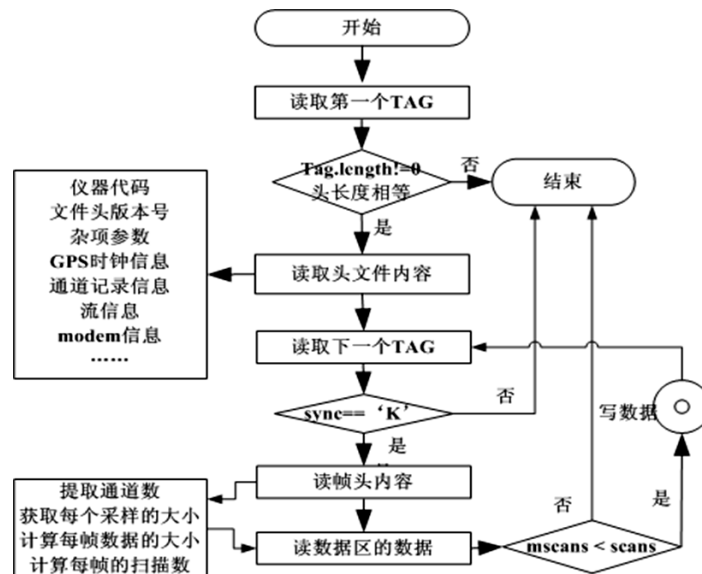 开始
读取第一个TAG
Tag.length!=0
头长度相等
否
结束
是
仪器代码
文件头版本号
杂项参数
GPS时钟信息
通道记录信息
流信息
modem信息
……
读取头文件内容
读取下一个TAG
sync==‘K’
否
写数据
是
读帧头内容
提取通道数
获取每个采样的大小
计算每帧数据的大小
计算每帧的扫描数
读数据区的数据
否
是
mscans < scans